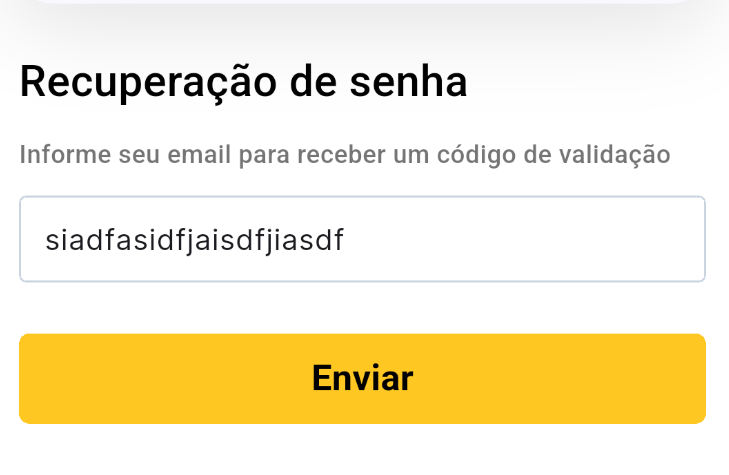 Recuperação de senha
Informe seu email para receber um código de validação
siadfasidfjaisdfjiasdf
Enviar